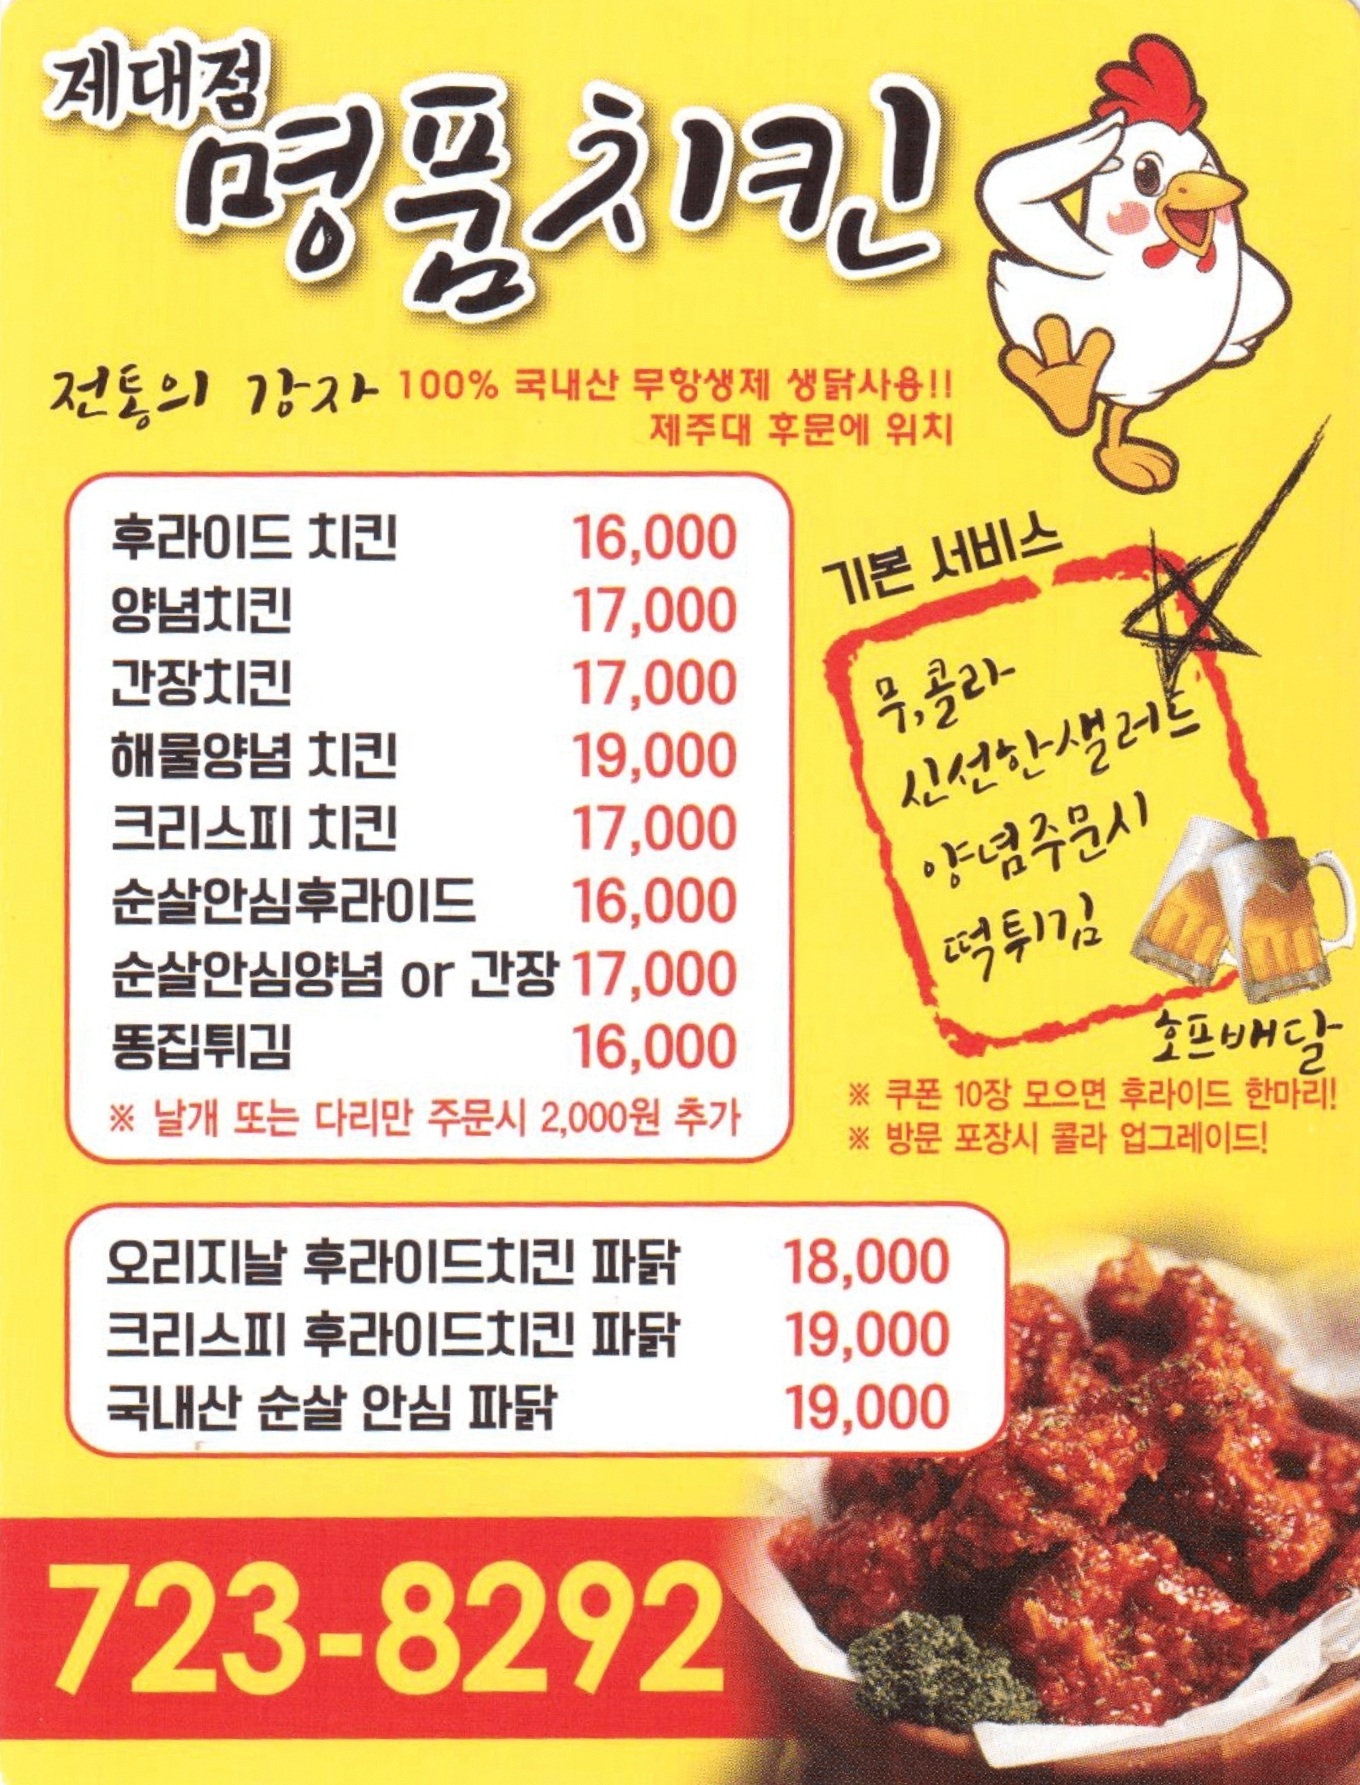 제대점
명품치킨
전통의 강자
100% 국내산 무항생제 생닭사용!!
제주대 후문에 위치
후라이드 치킨 16,000
양념치킨 17,000
간장치킨 17,000
해물양념 치킨 19,000
크리스피 치킨 17,000
순살안심후라이드 16,000
순살안심양념 or 간장 17,000
똥집튀김 16,000
※ 날개 또는 다리만 주문시 2,000원 추가
기본 서비스
무,콜라
신선한샐러드
양념주문시
떡튀김
호프배달
※ 쿠폰 10장 모으면 후라이드 한마리!
※ 방문 포장시 콜라 업그레이드!
오리지날 후라이드치킨 파닭 18,000
크리스피 후라이드치킨 파닭 19,000
국내산 순살 안심 파닭 19,000
723-8292